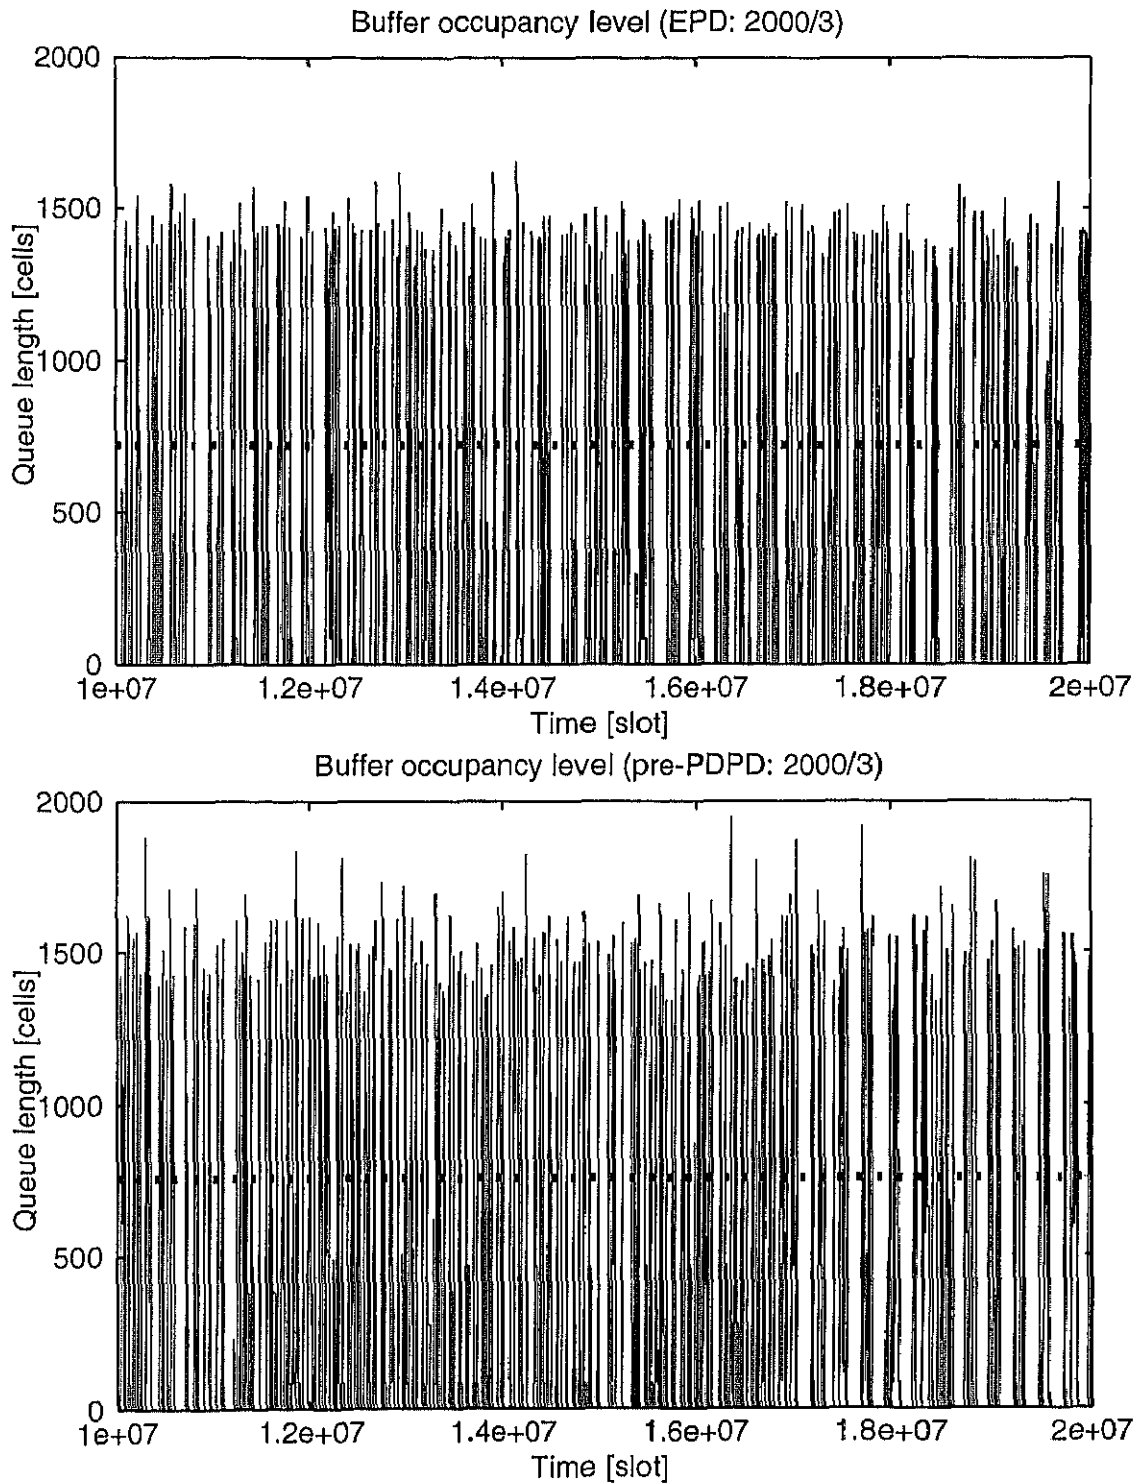 Buffer occupancy level (EPD: 2000/3)
2000
1500
1000
500
0
Queue length [cells]
1e+07 1.2e+07 1.4e+07 1.6e+07 1.8e+07 2e+07
Time [slot]
Buffer occupancy level (pre-PDPD: 2000/3)
2000
1500
1000
500
0
Queue length [cells]
1e+07 1.2e+07 1.4e+07 1.6e+07 1.8e+07 2e+07
Time [slot]